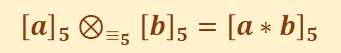 [a]₅ ⊗≡₅ [b]₅ = [a * b]₅